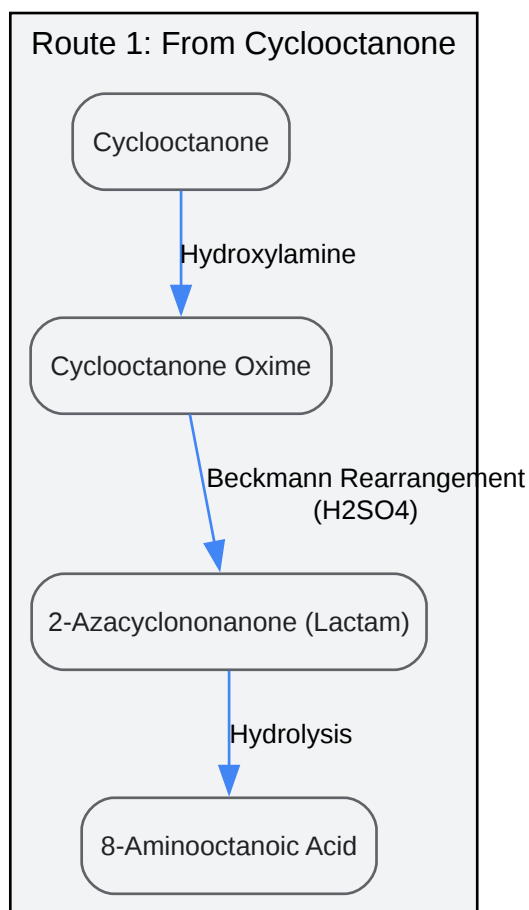 Route 1: From Cyclooctanone
Cyclooctanone
Hydroxylamine
Cyclooctanone Oxime
Beckmann Rearrangement
(H2SO4)
2-Azacyclononanone (Lactam)
Hydrolysis
8-Aminooctanoic Acid